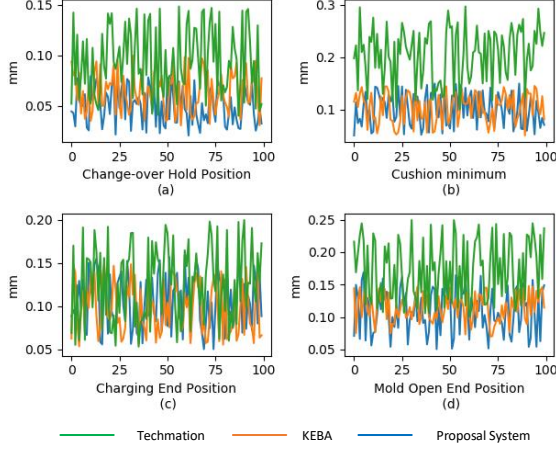 0.15
0.10
0.05
mm
0 25 50 75 100
Change-over Hold Position
(a)
0.3
0.2
0.1
mm
0 25 50 75 100
Cushion minimum
(b)
0.20
0.15
0.10
0.05
mm
0 25 50 75 100
Charging End Position
(c)
0.25
0.20
0.15
0.10
0.05
mm
0 25 50 75 100
Mold Open End Position
(d)
Techmation KEBA Proposal System